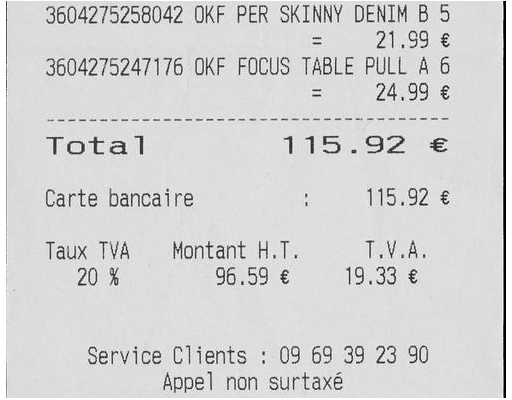 3604275258042 OKF PER SKINNY DENIM B 5
= 21.99 €
3604275247176 OKF FOCUS TABLE PULL A 6
= 24.99 €
----------------------------------------
Total 115.92 €
Carte bancaire : 115.92 €
Taux TVA Montant H.T. T.V.A.
20 % 96.59 € 19.33 €
Service Clients : 09 69 39 23 90
Appel non surtaxé